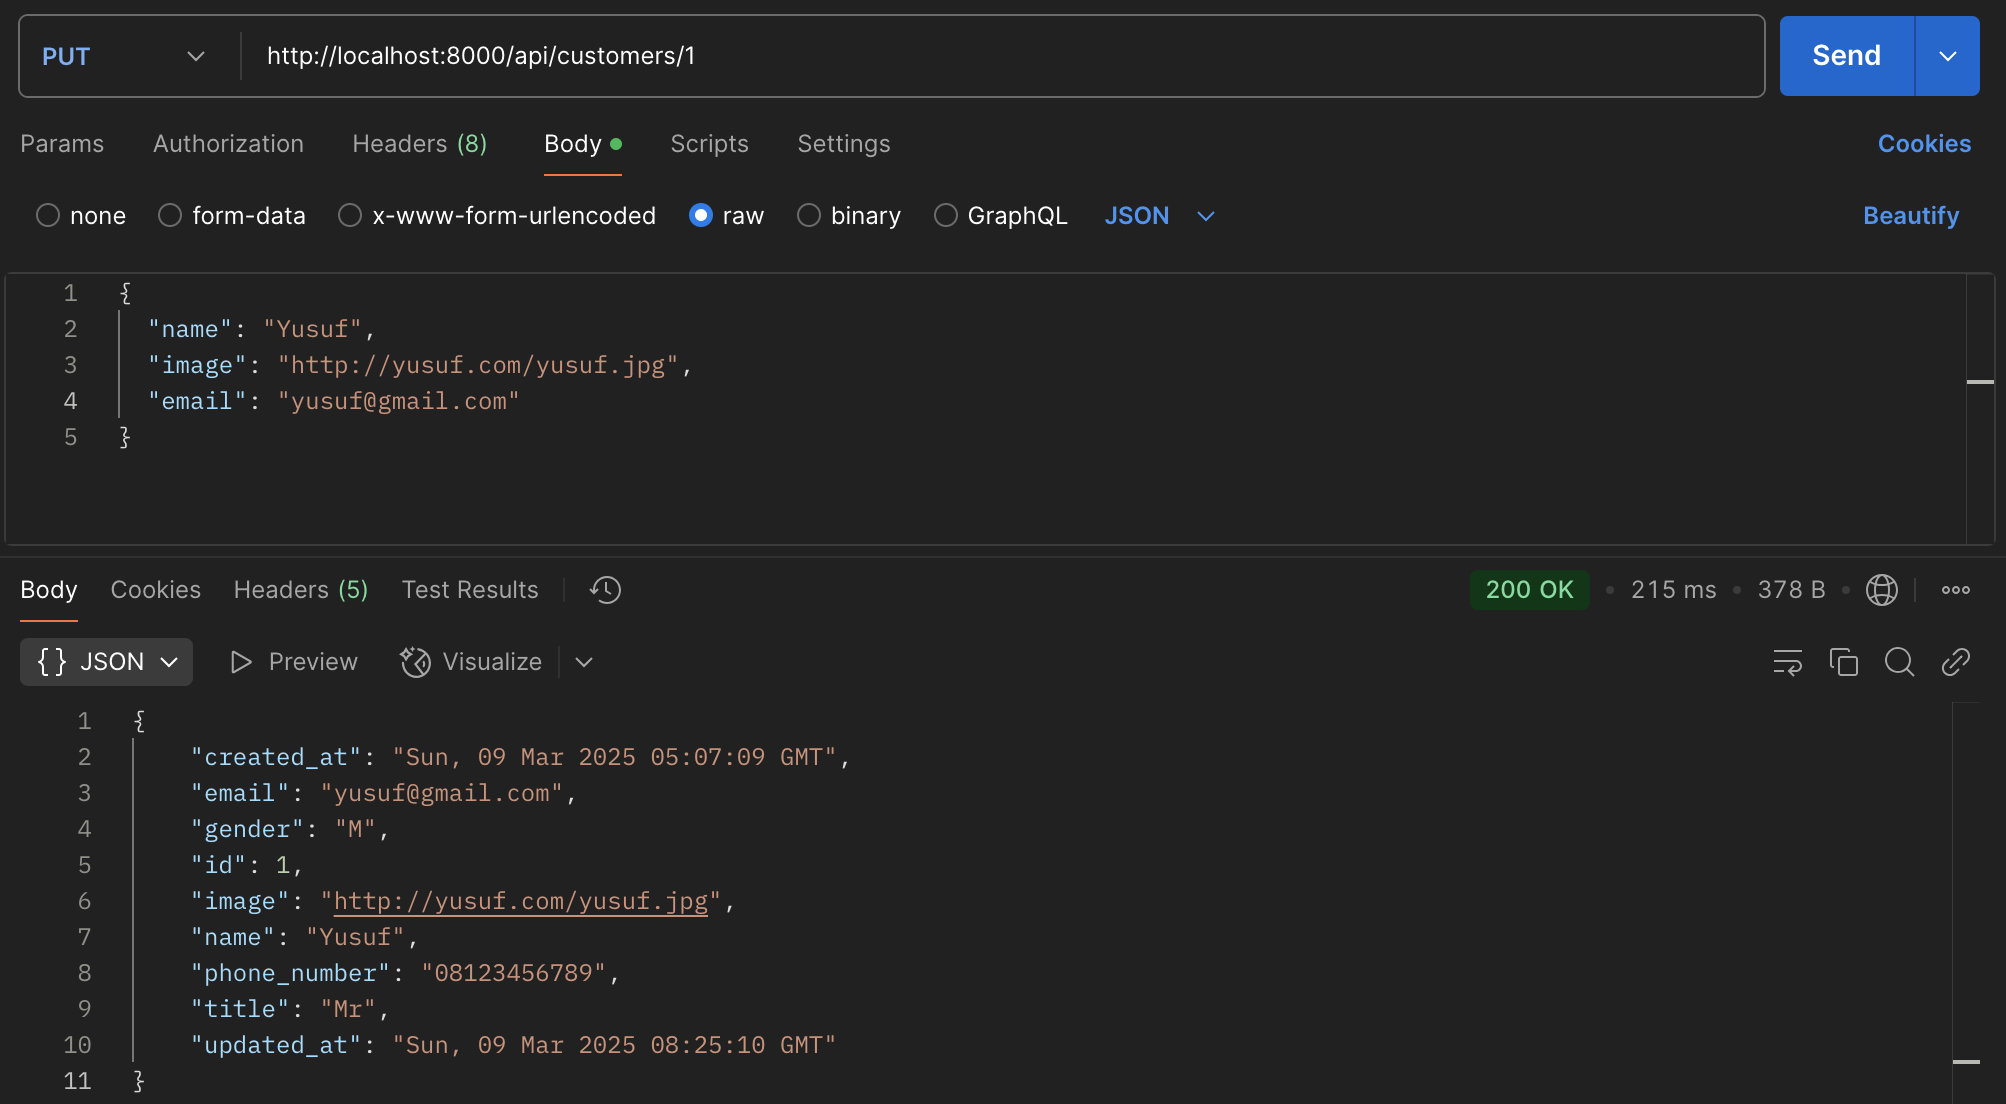 PUT http://localhost:8000/api/customers/1 Send
Params Authorization Headers (8) Body Scripts Settings Cookies
none form-data x-www-form-urlencoded raw binary GraphQL JSON Beautify
1 {
2 "name": "Yusuf",
3 "image": "http://yusuf.com/yusuf.jpg",
4 "email": "yusuf@gmail.com"
5 }
Body Cookies Headers (5) Test Results 200 OK 215 ms 378 B
{} JSON Preview Visualize
1 {
2 "created_at": "Sun, 09 Mar 2025 05:07:09 GMT",
3 "email": "yusuf@gmail.com",
4 "gender": "M",
5 "id": 1,
6 "image": "http://yusuf.com/yusuf.jpg",
7 "name": "Yusuf",
8 "phone_number": "08123456789",
9 "title": "Mr",
10 "updated_at": "Sun, 09 Mar 2025 08:25:10 GMT"
11 }